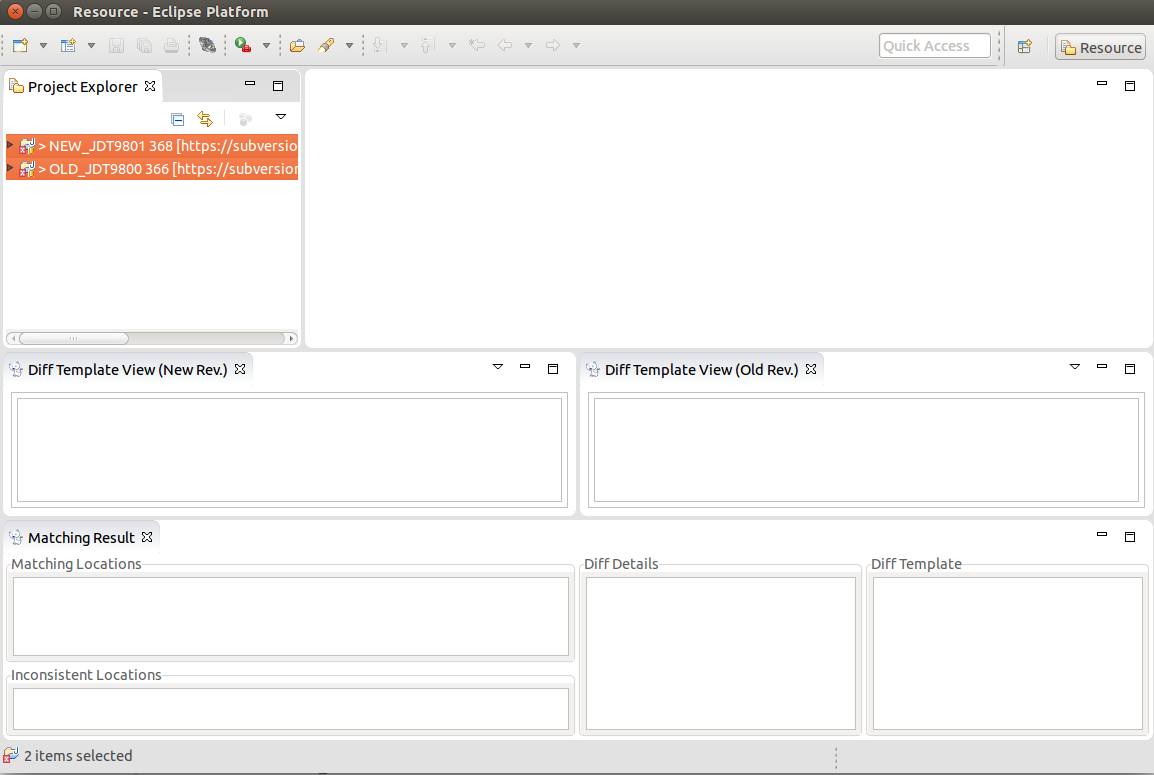 Resource - Eclipse Platform
Quick Access
Resource
Project Explorer
> NEW_JDT9801 368 [https://subversio
> OLD_JDT9800 366 [https://subversion
Diff Template View (New Rev.)
Diff Template View (Old Rev.)
Matching Result
Matching Locations
Diff Details
Diff Template
Inconsistent Locations
2 items selected